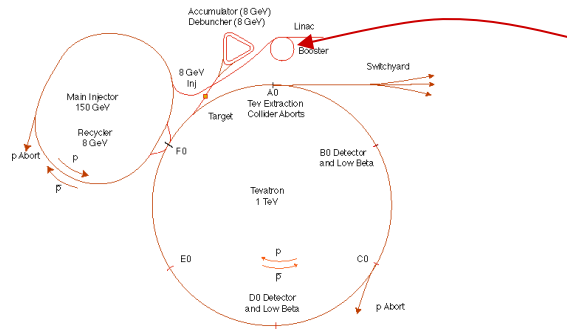 Accumulator (8 GeV)
Debuncher (8 GeV)
Linac
Booster
Switchyard
8 GeV
Inj
A0
Tev Extraction
Collider Aborts
Target
Main Injector
150 GeV
Recycler
8 GeV
p Abort
p
p̅
F0
B0 Detector
and Low Beta
Tevatron
1 TeV
E0
C0
p
p̅
p Abort
D0 Detector
and Low Beta